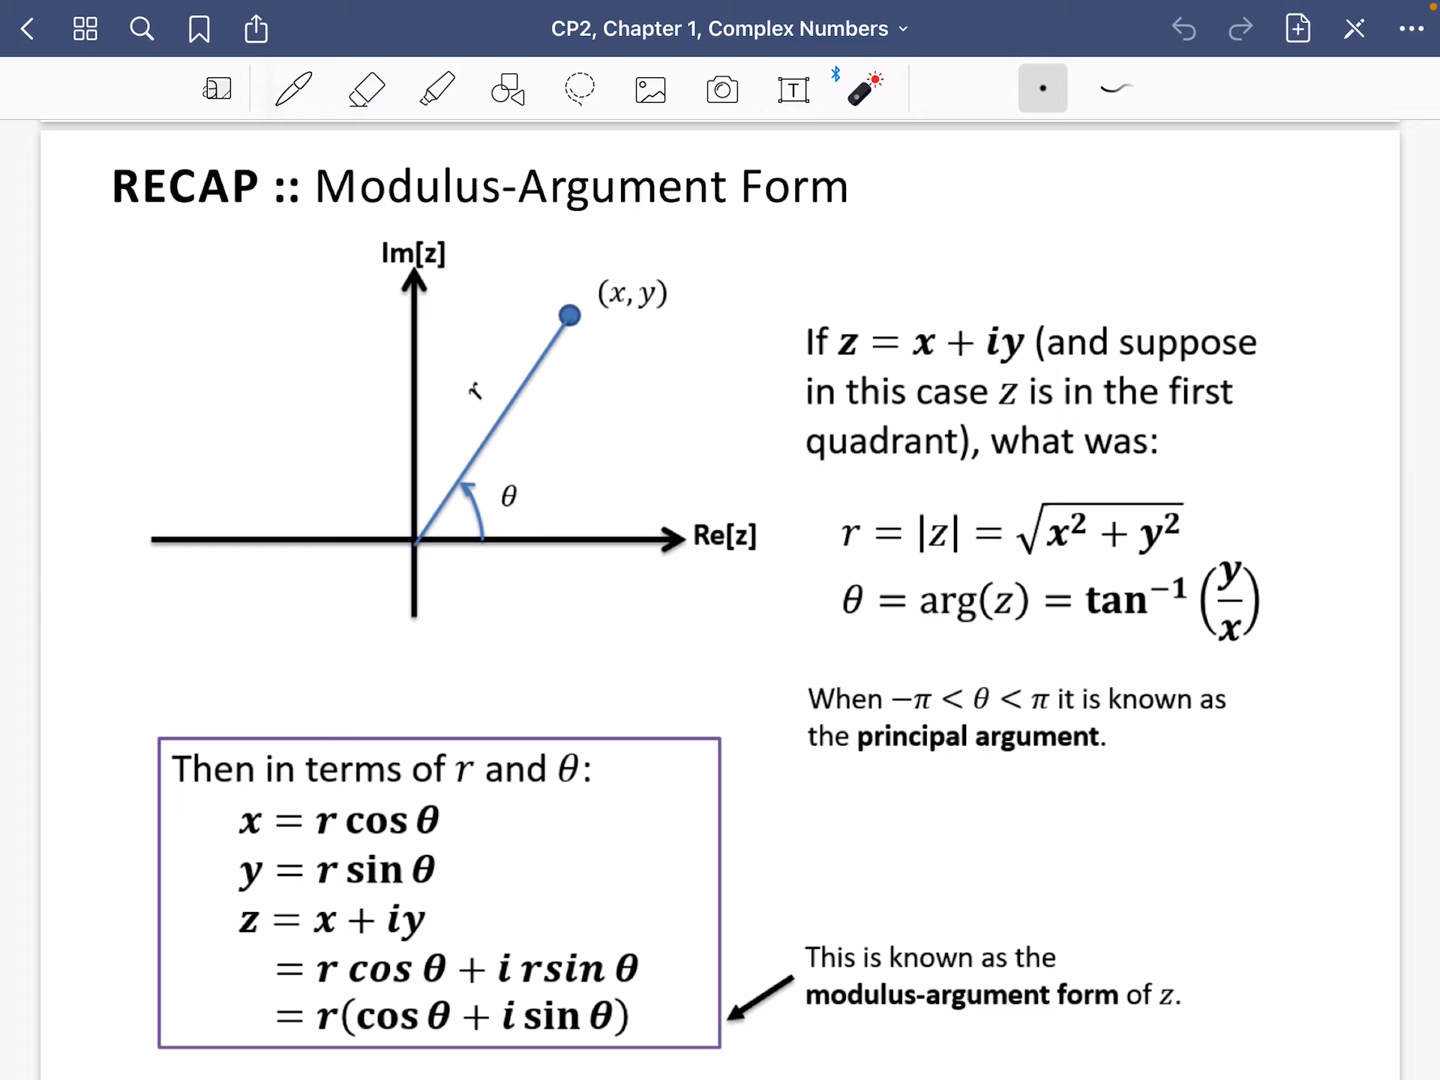 CP2, Chapter 1, Complex Numbers
RECAP :: Modulus-Argument Form
Im[z]
(x, y)
r
θ
Re[z]
If z = x + iy (and suppose
in this case z is in the first
quadrant), what was:
r = |z| = √(x² + y²)
θ = arg(z) = tan⁻¹ (y/x)
When −π < θ < π it is known as
the principal argument.
Then in terms of r and θ:
x = r cos θ
y = r sin θ
z = x + iy
= r cos θ + i rsin θ
= r(cos θ + i sin θ)
This is known as the
modulus-argument form of z.